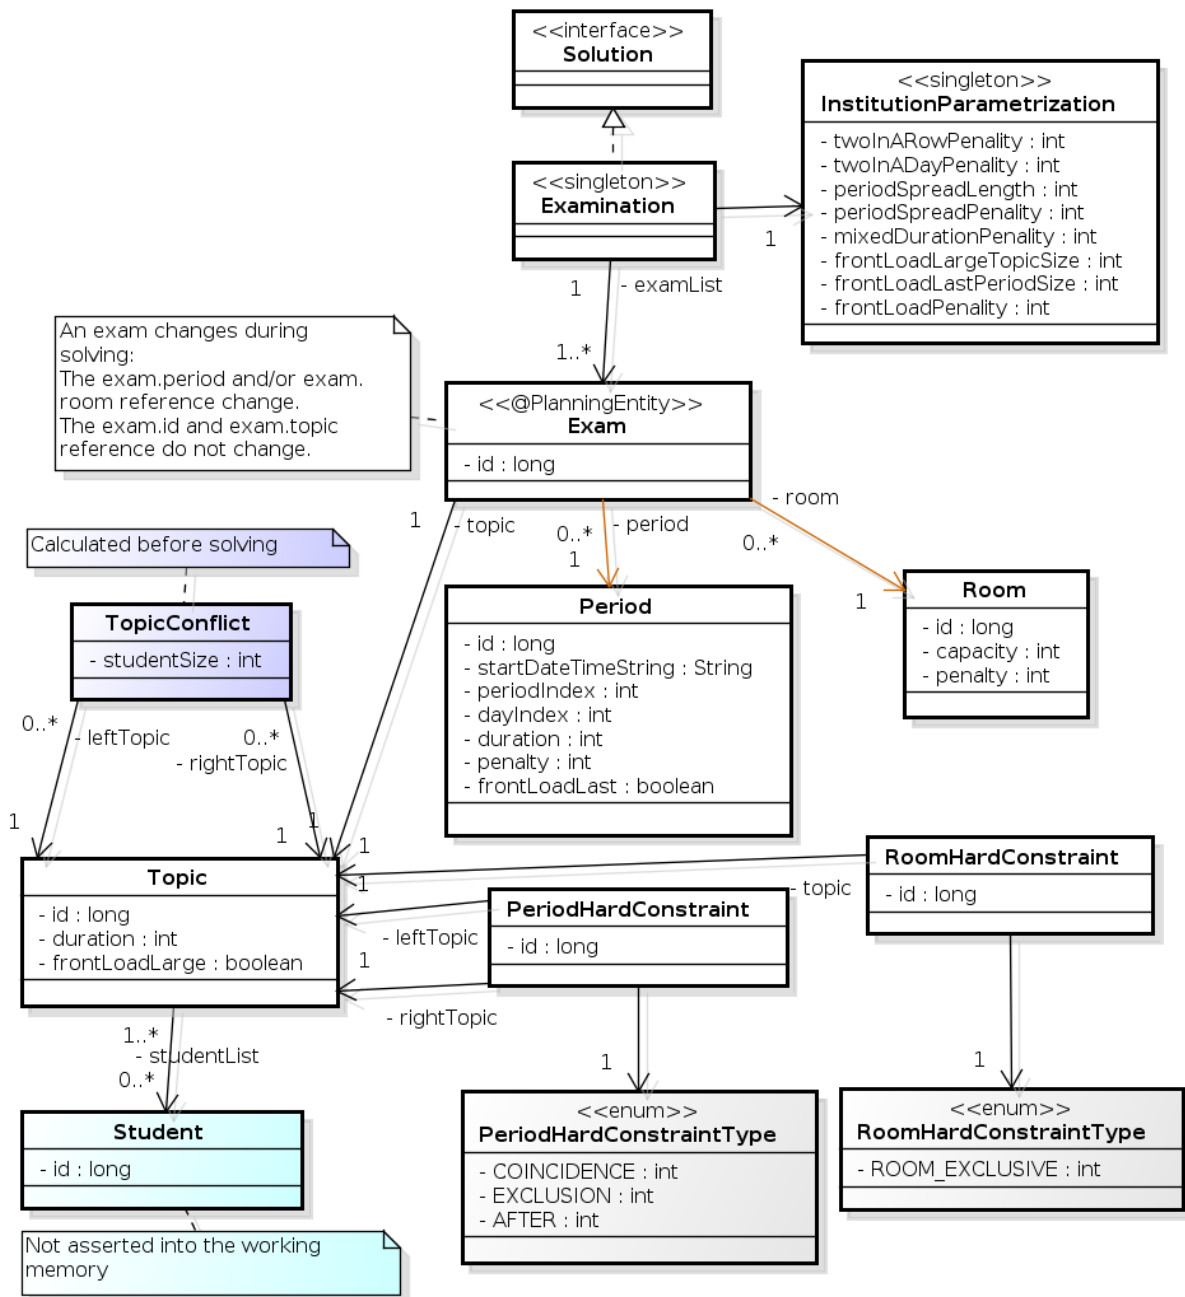 <<interface>>
Solution
<<singleton>>
InstitutionParametrization
- twoInARowPenality : int
- twoInADayPenality : int
- periodSpreadLength : int
- periodSpreadPenality : int
- mixedDurationPenality : int
- frontLoadLargeTopicSize : int
- frontLoadLastPeriodSize : int
- frontLoadPenality : int
<<singleton>>
Examination
1
1
- examList
1..*
An exam changes during
solving:
The exam.period and/or exam.
room reference change.
The exam.id and exam.topic
reference do not change.
<<@PlanningEntity>>
Exam
- id : long
1
- topic
0..*
- period
1
- room
0..*
1
Calculated before solving
TopicConflict
- studentSize : int
0..*
- leftTopic
0..*
- rightTopic
1
1
1
Period
- id : long
- startDateTimeString : String
- periodIndex : int
- dayIndex : int
- duration : int
- penalty : int
- frontLoadLast : boolean
Room
- id : long
- capacity : int
- penalty : int
Topic
- id : long
- duration : int
- frontLoadLarge : boolean
1
1
- leftTopic
1
- rightTopic
- topic
PeriodHardConstraint
- id : long
RoomHardConstraint
- id : long
1..*
- studentList
0..*
1
1
Student
- id : long
Not asserted into the working
memory
<<enum>>
PeriodHardConstraintType
- COINCIDENCE : int
- EXCLUSION : int
- AFTER : int
<<enum>>
RoomHardConstraintType
- ROOM_EXCLUSIVE : int